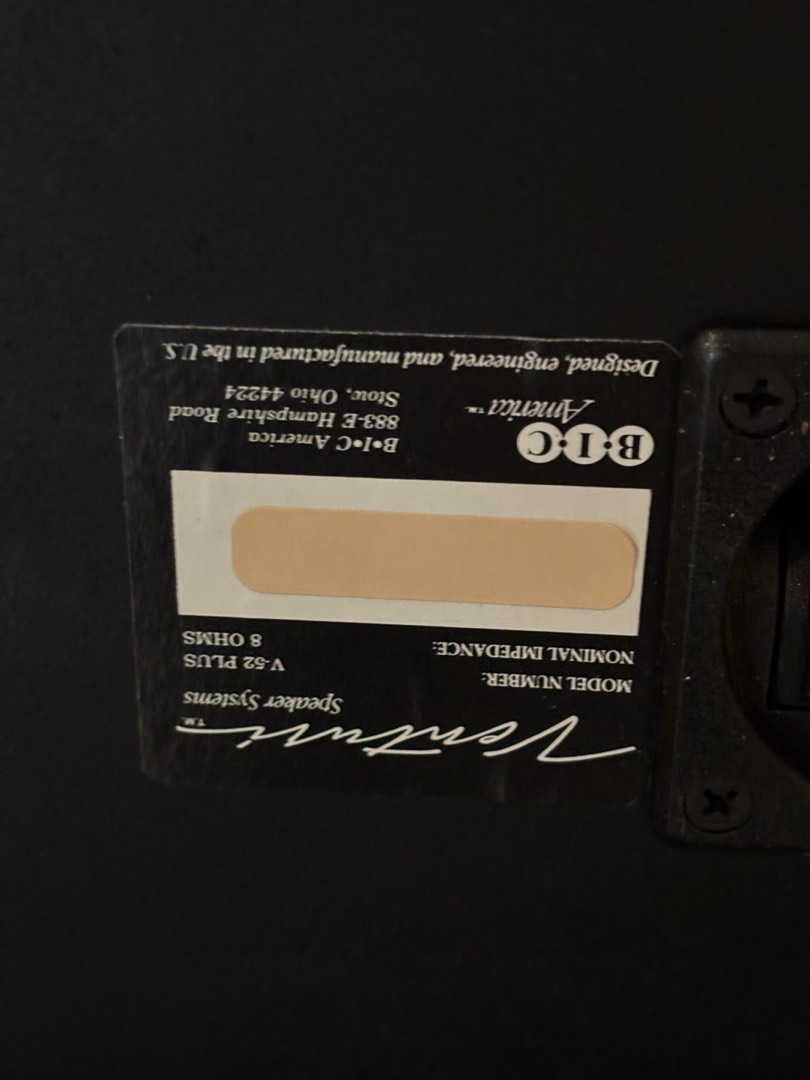 Venturi™
Speaker Systems
MODEL NUMBER: V-52 PLUS
NOMINAL IMPEDANCE: 8 OHMS
B•I•C
America™
B•I•C America
883-E Hampshire Road
Stow, Ohio 44224
Designed, engineered, and manufactured in the U.S.